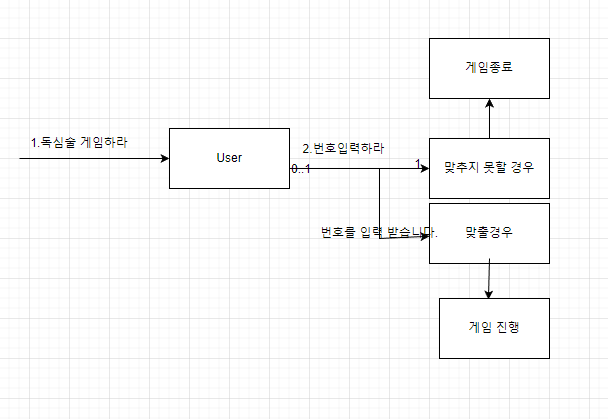 게임종료
1.독심술 게임하라
2.번호입력하라
User
0..1
1
맞추지 못할 경우
번호를 입력 받습니다.
맞출경우
게임 진행